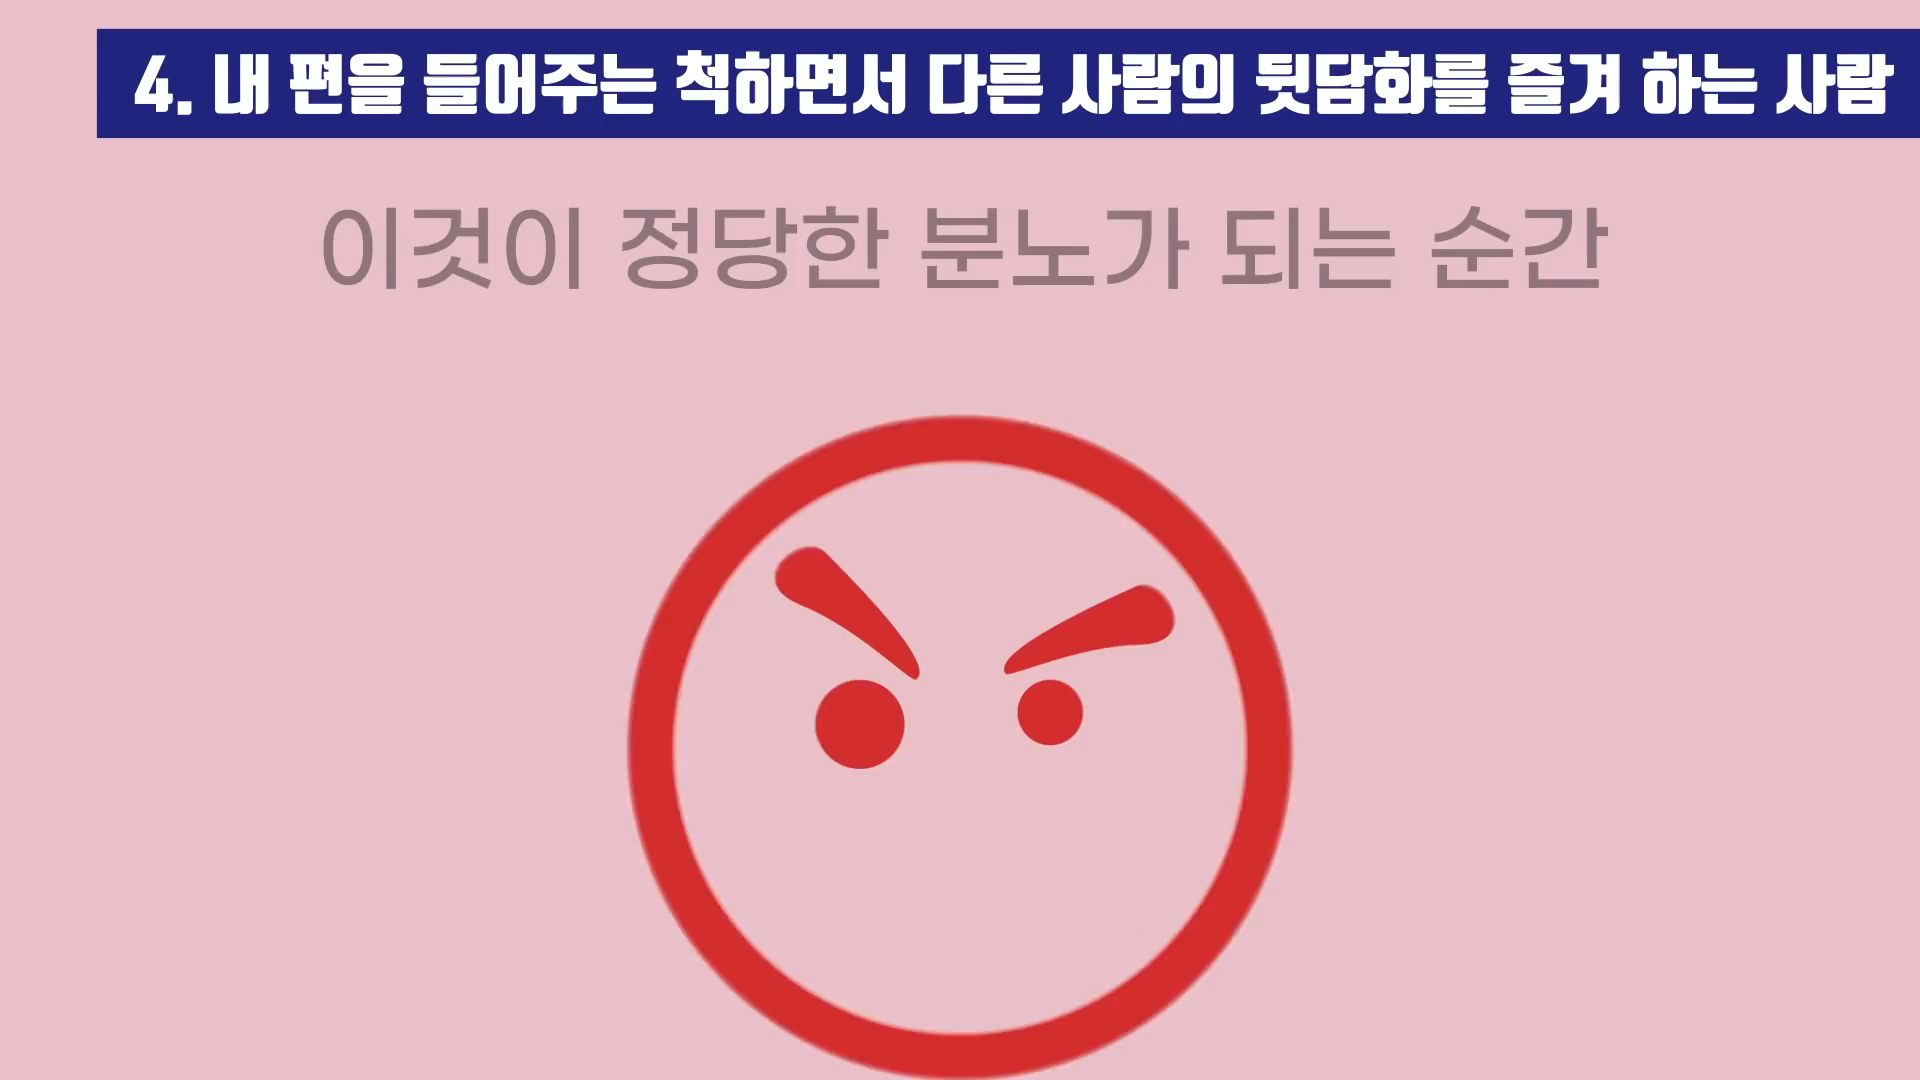 4. 내 편을 들어주는 척하면서 다른 사람의 뒷담화를 즐겨 하는 사람
이것이 정당한 분노가 되는 순간